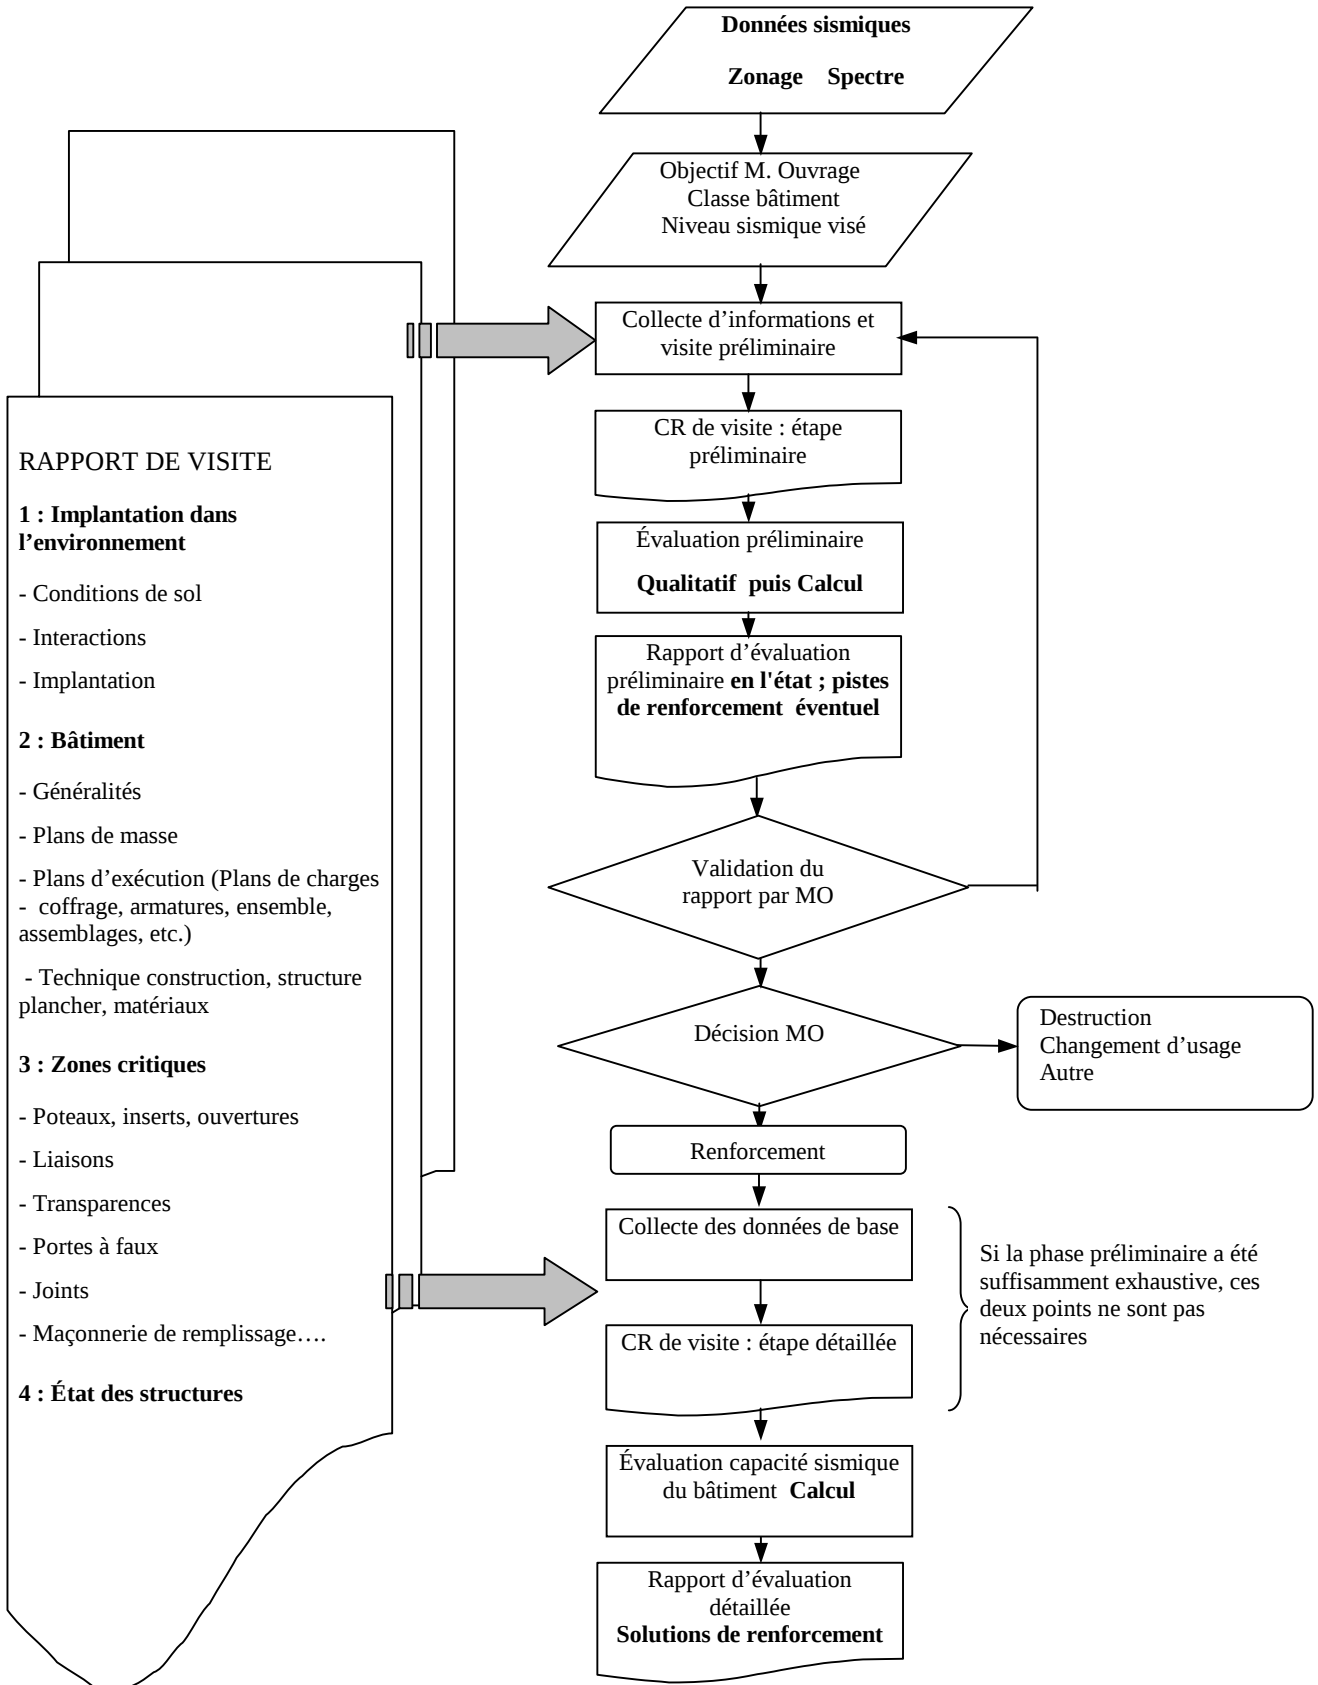 Données sismiques
Zonage Spectre
Objectif M. Ouvrage
Classe bâtiment
Niveau sismique visé
Collecte d’informations et
visite préliminaire
CR de visite : étape
préliminaire
Évaluation préliminaire
Qualitatif puis Calcul
Rapport d’évaluation
préliminaire en l'état ; pistes
de renforcement éventuel
Validation du
rapport par MO
Décision MO
Destruction
Changement d’usage
Autre
Renforcement
Collecte des données de base
CR de visite : étape détaillée
Si la phase préliminaire a été
suffisamment exhaustive, ces
deux points ne sont pas
nécessaires
Évaluation capacité sismique
du bâtiment Calcul
Rapport d’évaluation
détaillée
Solutions de renforcement
RAPPORT DE VISITE
1 : Implantation dans
l’environnement
- Conditions de sol
- Interactions
- Implantation
2 : Bâtiment
- Généralités
- Plans de masse
- Plans d’exécution (Plans de charges
- coffrage, armatures, ensemble,
assemblages, etc.)
- Technique construction, structure
plancher, matériaux
3 : Zones critiques
- Poteaux, inserts, ouvertures
- Liaisons
- Transparences
- Portes à faux
- Joints
- Maçonnerie de remplissage….
4 : État des structures